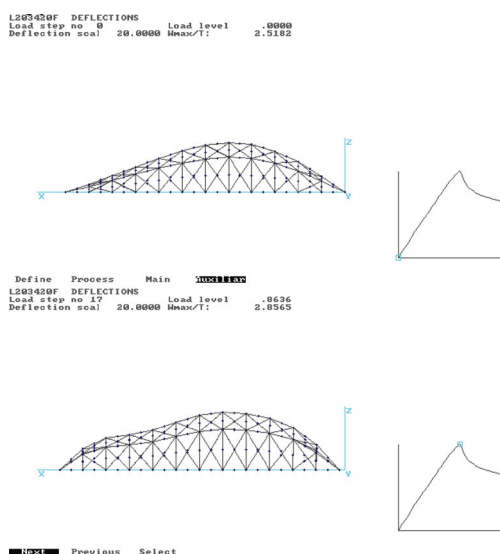 L203420F DEFLECTIONS
Load step no 0 Load level .0000
Deflection scal 20.0000 Wmax/T: 2.5182
Z
X Y
Define Process Main Auxiliar
L203420F DEFLECTIONS
Load step no 17 Load level .8636
Deflection scal 20.0000 Wmax/T: 2.8565
Z
X Y
Next Previous Select